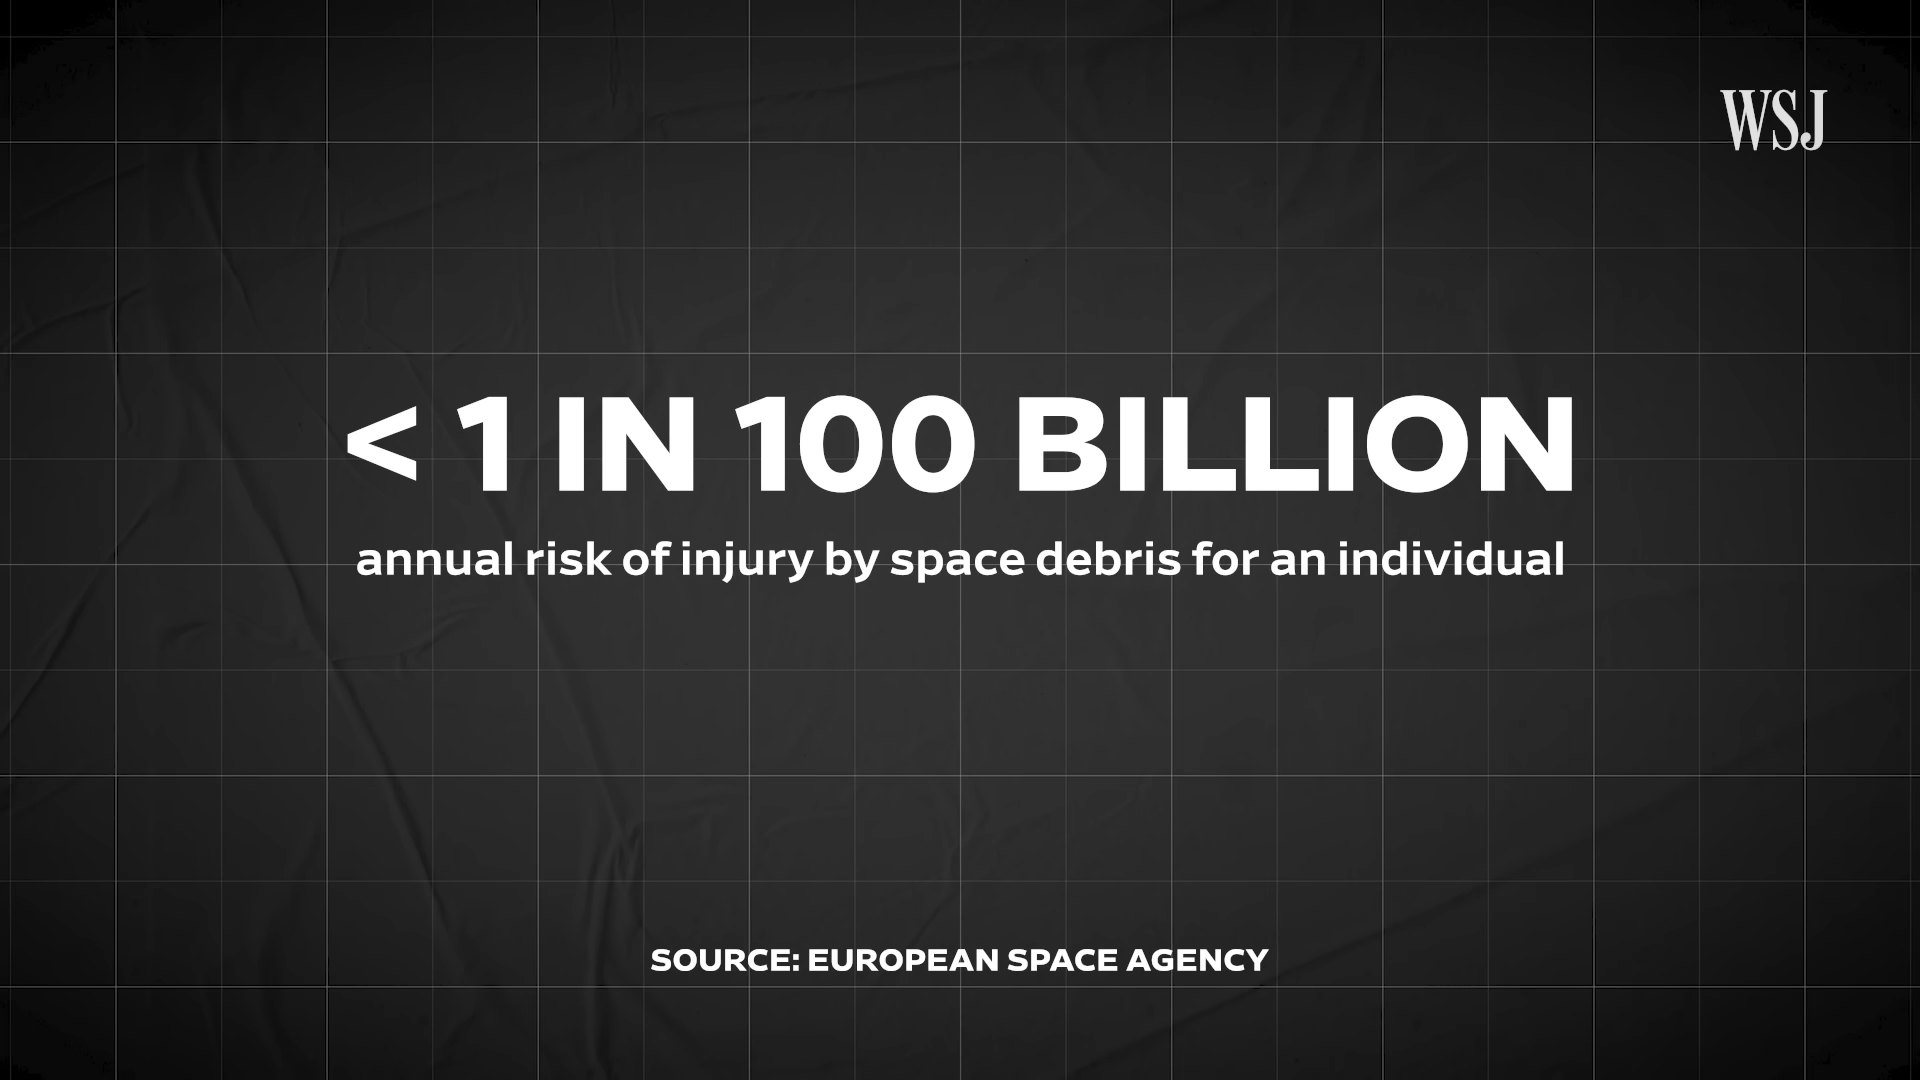 WSJ
< 1 IN 100 BILLION
annual risk of injury by space debris for an individual
SOURCE: EUROPEAN SPACE AGENCY